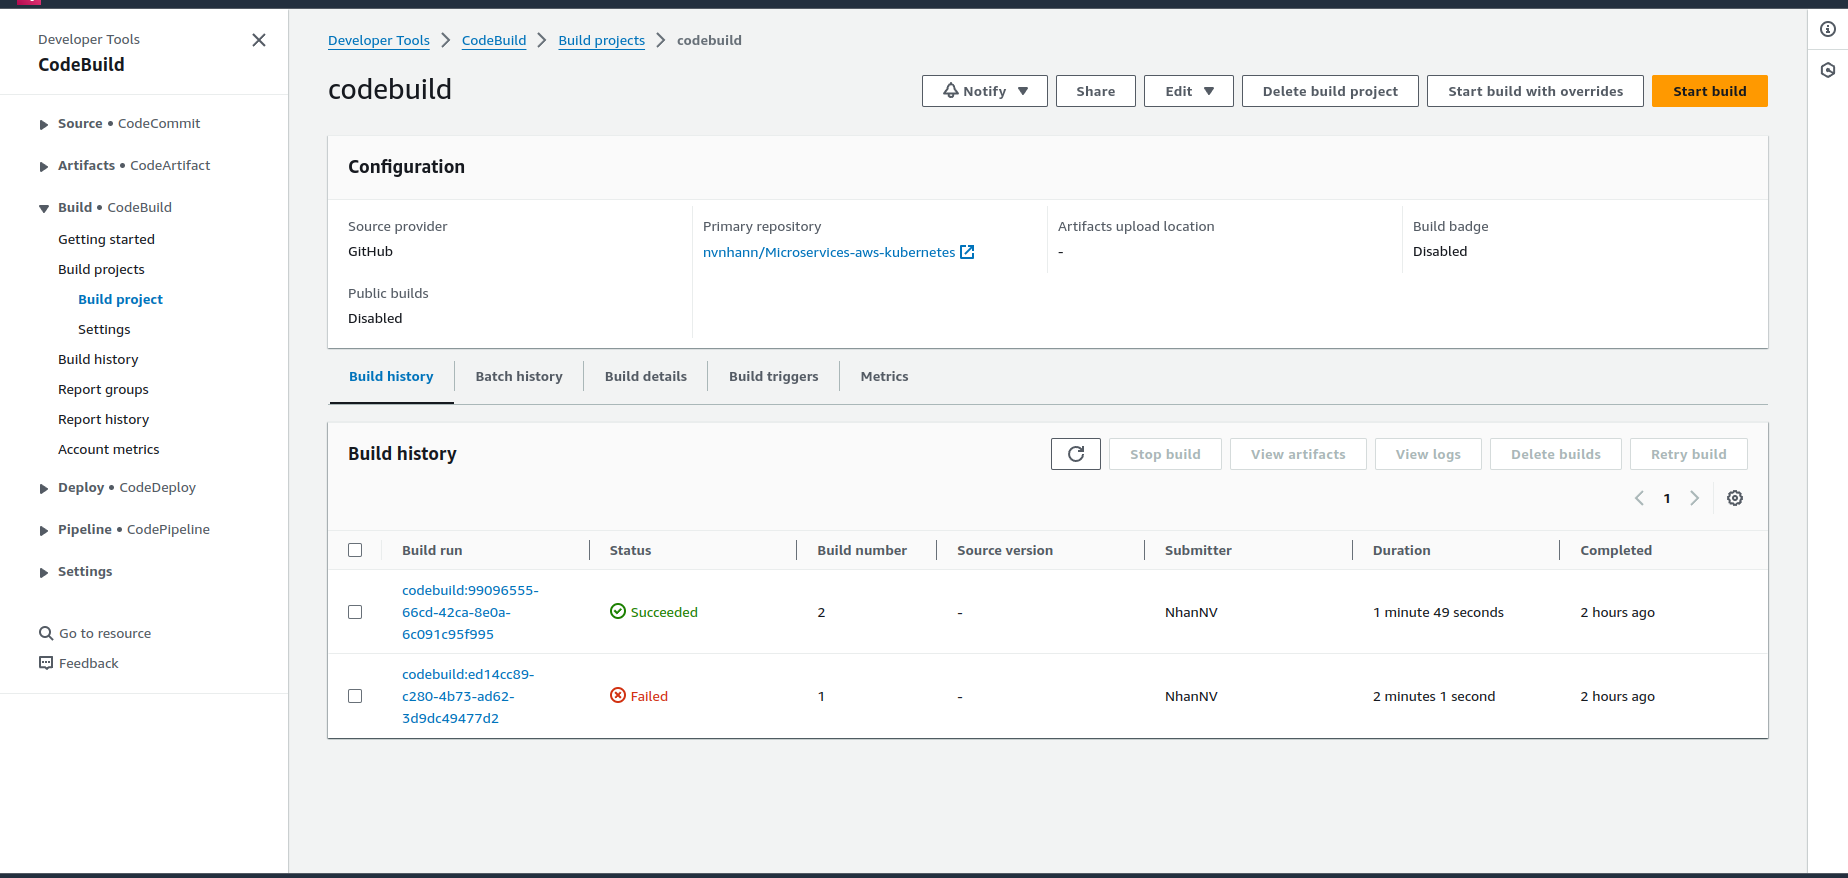 Developer Tools
CodeBuild
Source • CodeCommit
Artifacts • CodeArtifact
Build • CodeBuild
Getting started
Build projects
Build project
Settings
Build history
Report groups
Report history
Account metrics
Deploy • CodeDeploy
Pipeline • CodePipeline
Settings
Go to resource
Feedback
Developer Tools > CodeBuild > Build projects > codebuild
codebuild
Notify Share Edit Delete build project Start build with overrides Start build
Configuration
Source provider Primary repository Artifacts upload location Build badge
GitHub nvnhann/Microservices-aws-kubernetes - Disabled
Public builds
Disabled
Build history Batch history Build details Build triggers Metrics
Build history
Stop build View artifacts View logs Delete builds Retry build
1
Build run Status Build number Source version Submitter Duration Completed
codebuild:99096555-
66cd-42ca-8e0a- Succeeded 2 - NhanNV 1 minute 49 seconds 2 hours ago
6c091c95f995
codebuild:ed14cc89-
c280-4b73-ad62- Failed 1 - NhanNV 2 minutes 1 second 2 hours ago
3d9dc49477d2